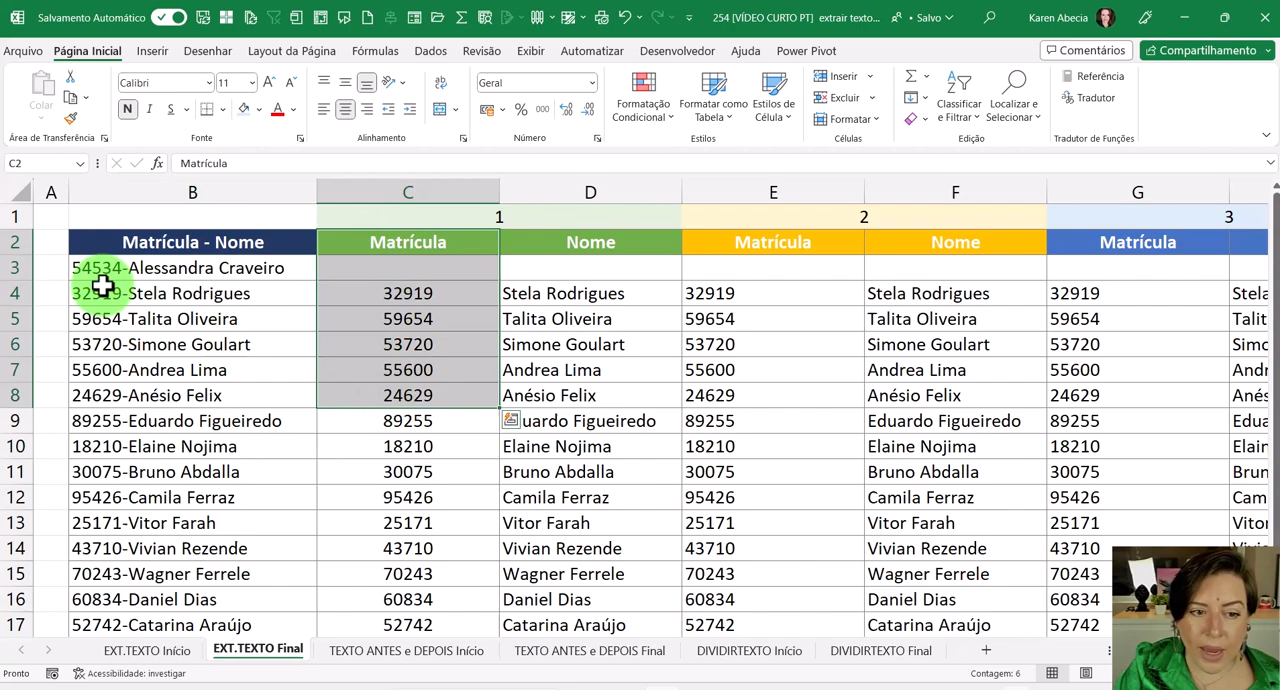 Salvamento Automático
254 [VÍDEO CURTO PT] extrair texto...
Salvo
Karen Abecia
Arquivo Página Inicial Inserir Desenhar Layout da Página Fórmulas Dados Revisão Exibir Automatizar Desenvolvedor Ajuda Power Pivot
Comentários Compartilhamento
Colar
Calibri 11
N I S
Geral
% 000
Formatação Condicional
Formatar como Tabela
Estilos de Célula
Inserir
Excluir
Formatar
Classificar e Filtrar
Localizar e Selecionar
Referência
Tradutor
Área de Transferência Fonte Alinhamento Número Estilos Células Edição Tradutor de Funções
C2 fx Matrícula
A B C D E F G
1 1 2 3
2 Matrícula - Nome Matrícula Nome Matrícula Nome Matrícula
3 54534-Alessandra Craveiro
4 32919-Stela Rodrigues 32919 Stela Rodrigues 32919 Stela Rodrigues 32919 Stela
5 59654-Talita Oliveira 59654 Talita Oliveira 59654 Talita Oliveira 59654 Talit
6 53720-Simone Goulart 53720 Simone Goulart 53720 Simone Goulart 53720 Simo
7 55600-Andrea Lima 55600 Andrea Lima 55600 Andrea Lima 55600 Andr
8 24629-Anésio Felix 24629 Anésio Felix 24629 Anésio Felix 24629 Anés
9 89255-Eduardo Figueiredo 89255 uardo Figueiredo 89255 Eduardo Figueiredo 89255 Edua
10 18210-Elaine Nojima 18210 Elaine Nojima 18210 Elaine Nojima 18210 Elain
11 30075-Bruno Abdalla 30075 Bruno Abdalla 30075 Bruno Abdalla 30075 Brun
12 95426-Camila Ferraz 95426 Camila Ferraz 95426 Camila Ferraz 95426 Cam
13 25171-Vitor Farah 25171 Vitor Farah 25171 Vitor Farah 25171 Vitor
14 43710-Vivian Rezende 43710 Vivian Rezende 43710 Vivian Rezende 43710
15 70243-Wagner Ferrele 70243 Wagner Ferrele 70243 Wagner Ferrele 70243
16 60834-Daniel Dias 60834 Daniel Dias 60834 Daniel Dias 60834
17 52742-Catarina Araújo 52742 Catarina Araújo 52742 Catarina Araújo 52742
EXT.TEXTO Início EXT.TEXTO Final TEXTO ANTES e DEPOIS Inicio TEXTO ANTES e DEPOIS Final DIVIDIRTEXTO Início DIVIDIRTEXTO Final
Pronto Acessibilidade: investigar Contagem: 6